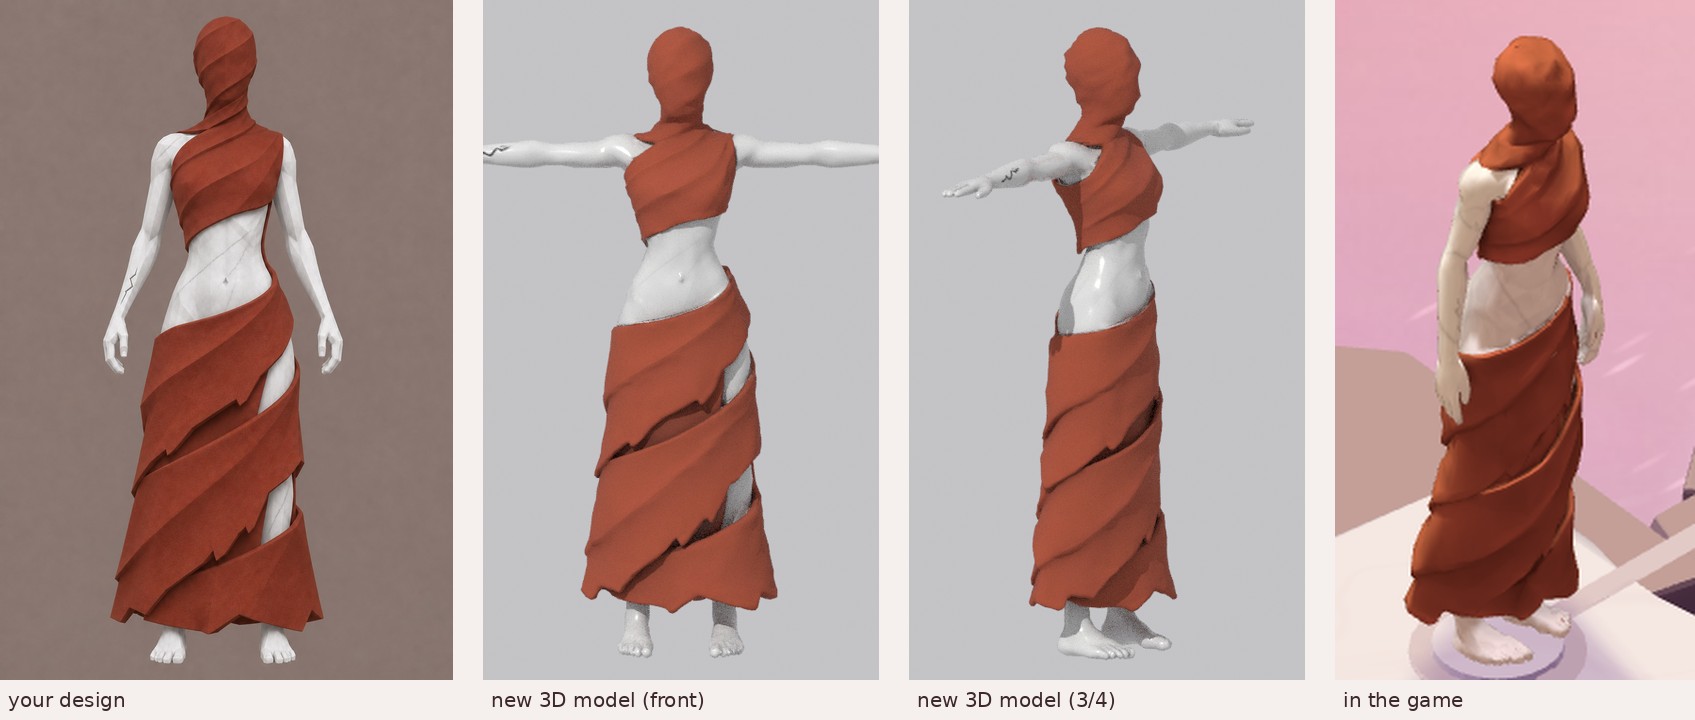 your design
new 3D model (front)
new 3D model (3/4)
in the game